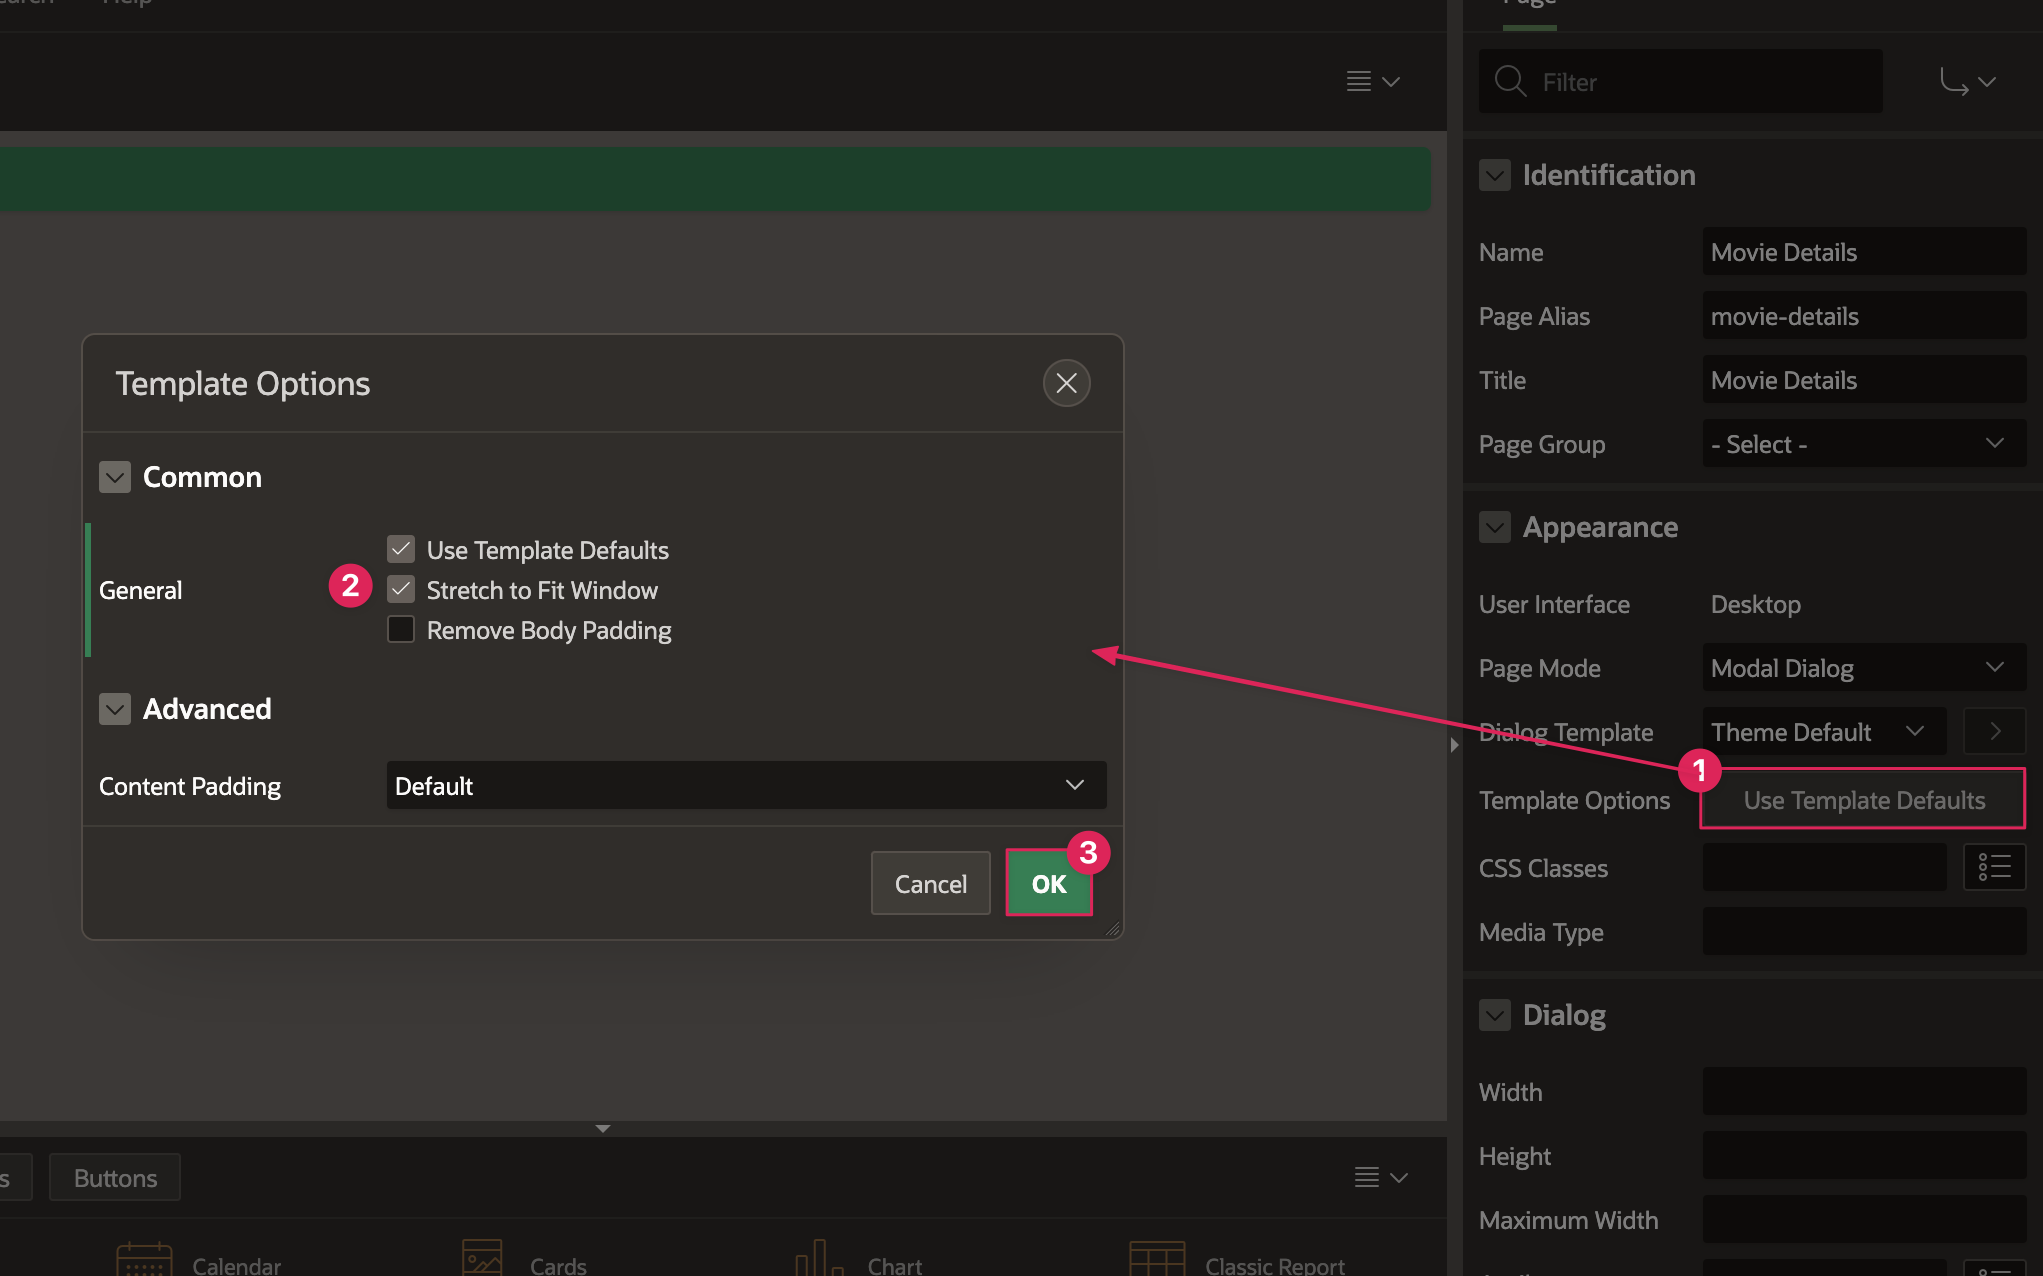 Help
Page
Filter
Identification
Name
Movie Details
Page Alias
movie-details
Title
Movie Details
Page Group
- Select -
Appearance
User Interface
Desktop
Page Mode
Modal Dialog
Dialog Template
Theme Default
1
Template Options
Use Template Defaults
CSS Classes
Media Type
Dialog
Width
Height
Maximum Width
Template Options
Common
General
2
Use Template Defaults
Stretch to Fit Window
Remove Body Padding
Advanced
Content Padding
Default
Cancel
OK
3
s
Buttons
Calendar
Cards
Chart
Classic Report